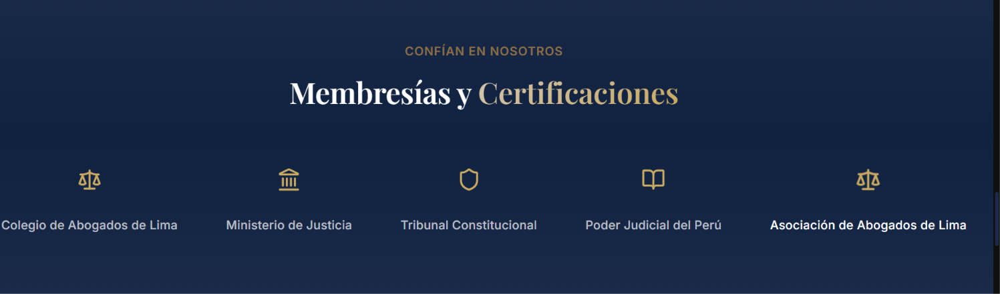 CONFÍAN EN NOSOTROS
Membresías y Certificaciones
Colegio de Abogados de Lima
Ministerio de Justicia
Tribunal Constitucional
Poder Judicial del Perú
Asociación de Abogados de Lima